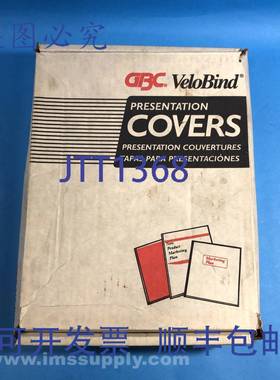 图必究
GBC VeloBind®
PRESENTATION
COVERS
PRESENTATION COUVERTURES
TAPAS PARA PRESENTACIÓNES
JTT1368
Product
Marketing
Plan
Marketing
Plan
可开发票 顺丰包邮
www.imssupply.com